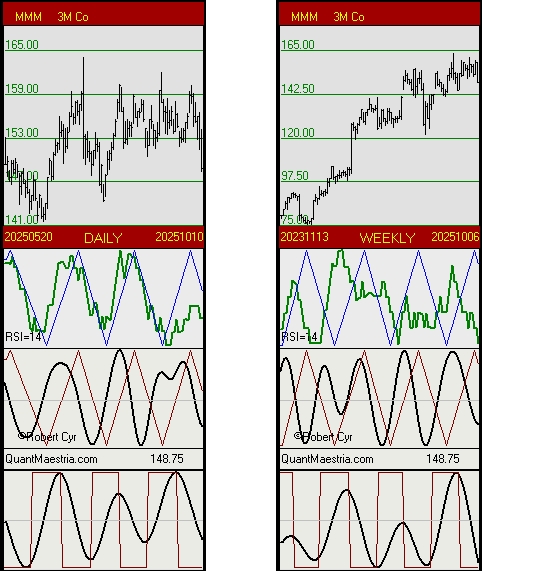 MMM 3M Co
165.00
159.00
153.00
141.00
20250520 DAILY 20251010
RSI=14
©Robert Cyr
QuantMaestria.com 148.75
MMM 3M Co
165.00
142.50
120.00
97.50
75.00
20231113 WEEKLY 20251006
RSI=14
©Robert Cyr
QuantMaestria.com 148.75